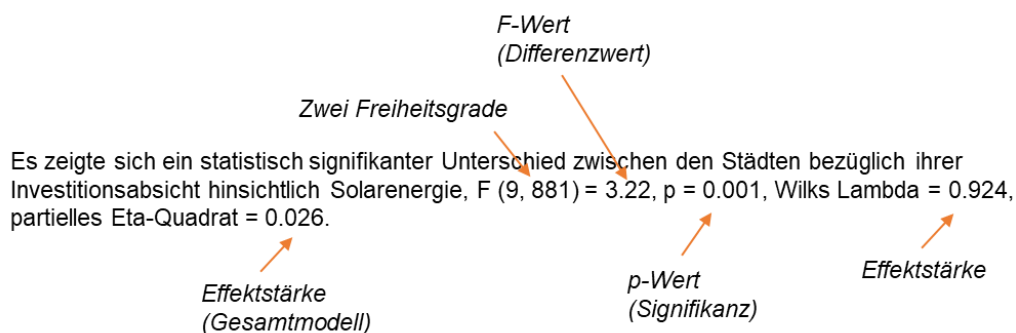 F-Wert
(Differenzwert)
Zwei Freiheitsgrade
Es zeigte sich ein statistisch signifikanter Unterschied zwischen den Städten bezüglich ihrer
Investitionsabsicht hinsichtlich Solarenergie, F (9, 881) = 3.22, p = 0.001, Wilks Lambda = 0.924,
partielles Eta-Quadrat = 0.026.
Effektstärke
(Gesamtmodell)
p-Wert
(Signifikanz)
Effektstärke